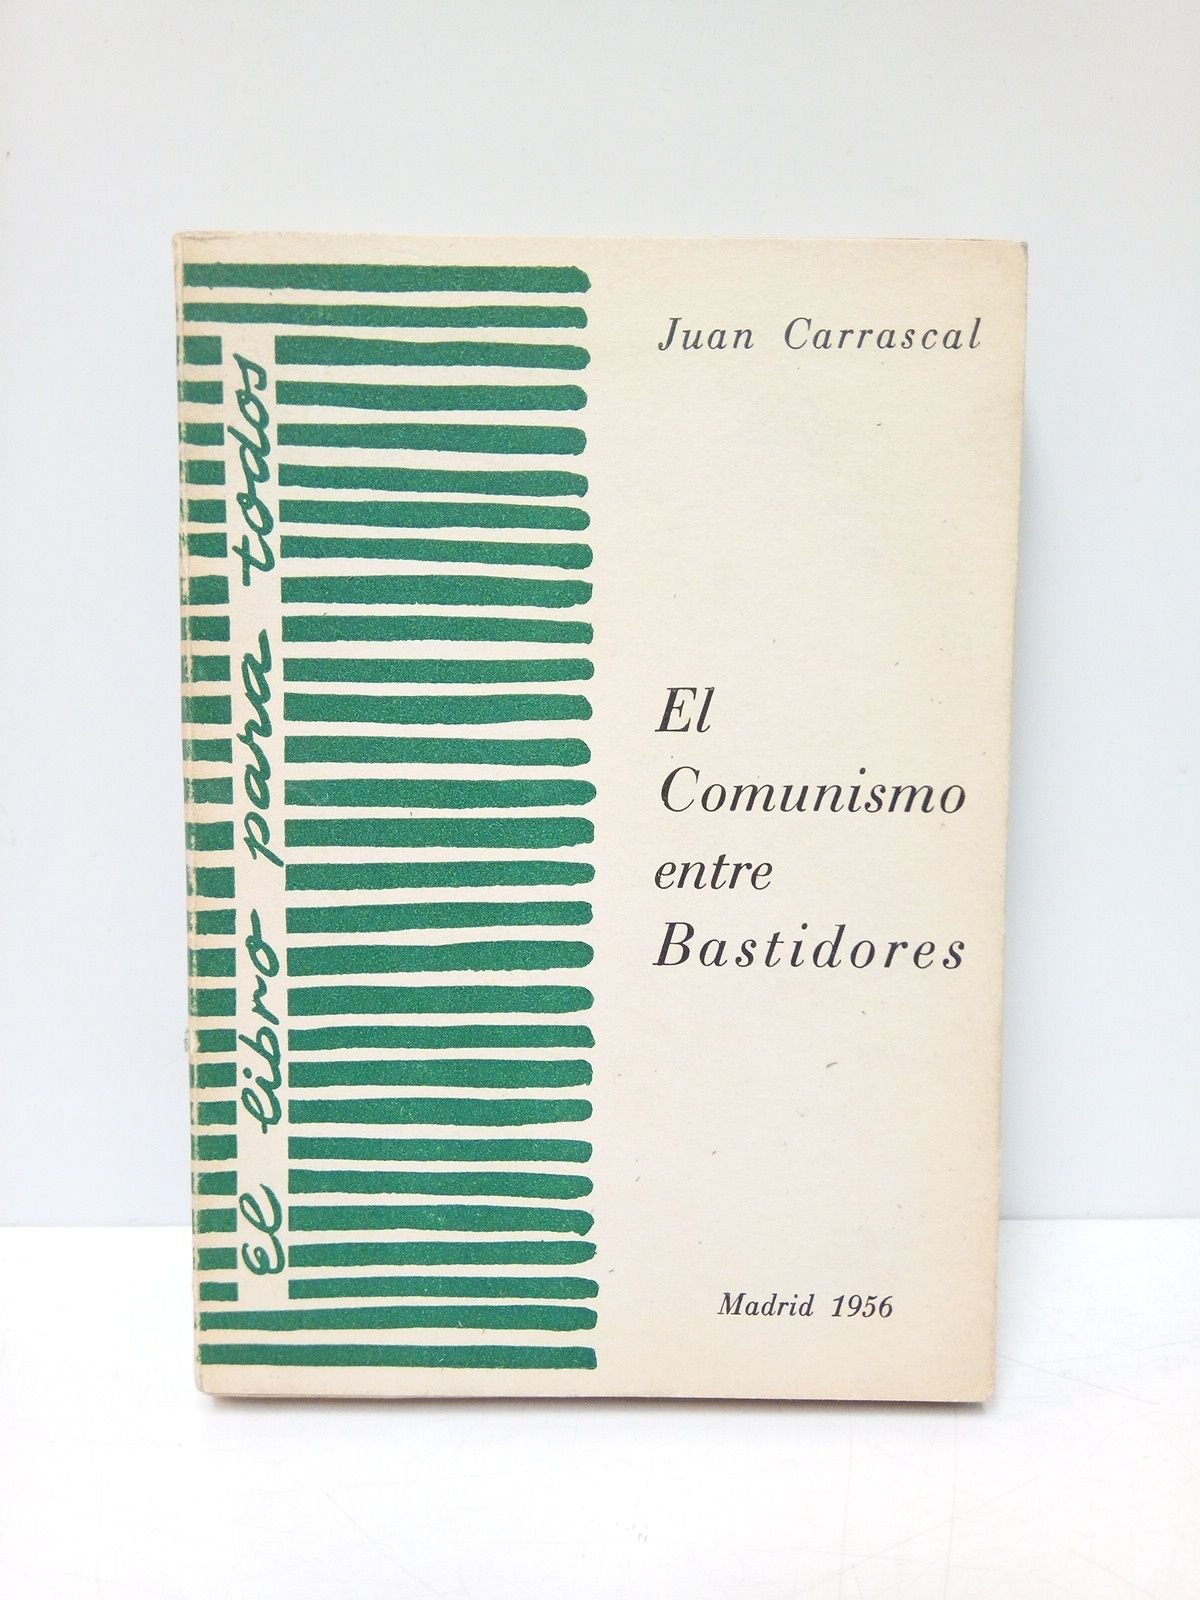 El libro para todos
Juan Carrascal
El
Comunismo
entre
Bastidores
Madrid 1956